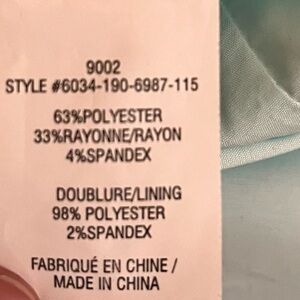 9002
STYLE #6034-190-6987-115
63%POLYESTER
33%RAYONNE/RAYON
4%SPANDEX
DOUBLURE/LINING
98% POLYESTER
2%SPANDEX
FABRIQUÉ EN CHINE /
MADE IN CHINA